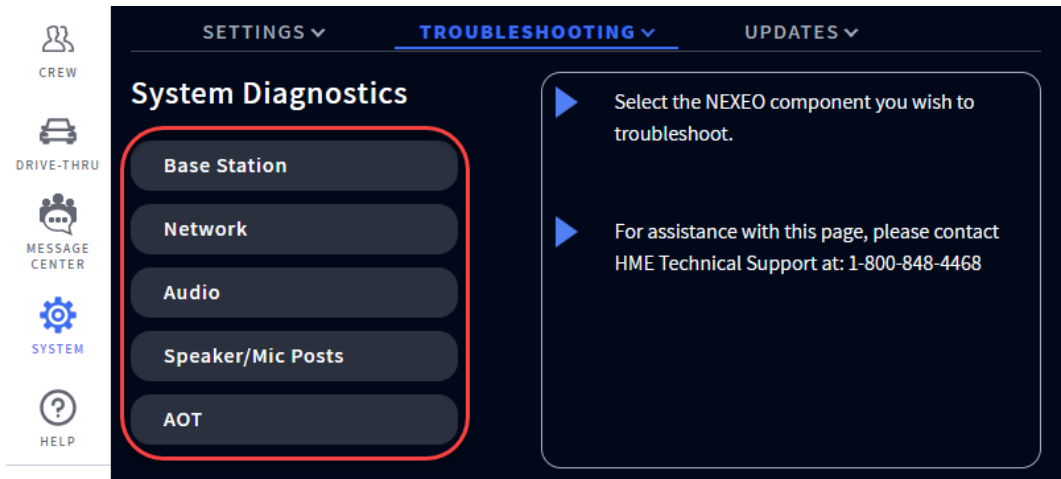 CREW
DRIVE-THRU
MESSAGE
CENTER
SYSTEM
HELP
SETTINGS
TROUBLESHOOTING
UPDATES
System Diagnostics
Base Station
Network
Audio
Speaker/Mic Posts
AOT
Select the NEXEO component you wish to
troubleshoot.
For assistance with this page, please contact
HME Technical Support at: 1-800-848-4468